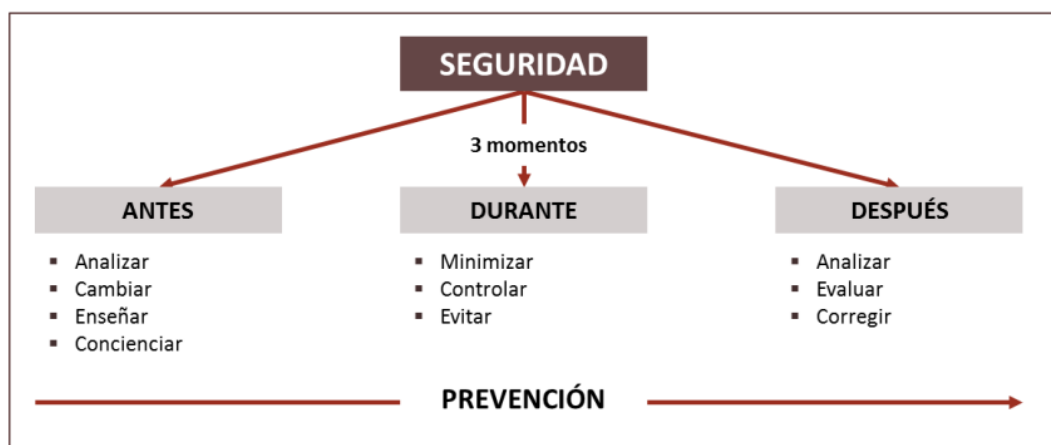 SEGURIDAD
3 momentos
ANTES
▪ Analizar
▪ Cambiar
▪ Enseñar
▪ Concienciar
DURANTE
▪ Minimizar
▪ Controlar
▪ Evitar
DESPUÉS
▪ Analizar
▪ Evaluar
▪ Corregir
PREVENCIÓN